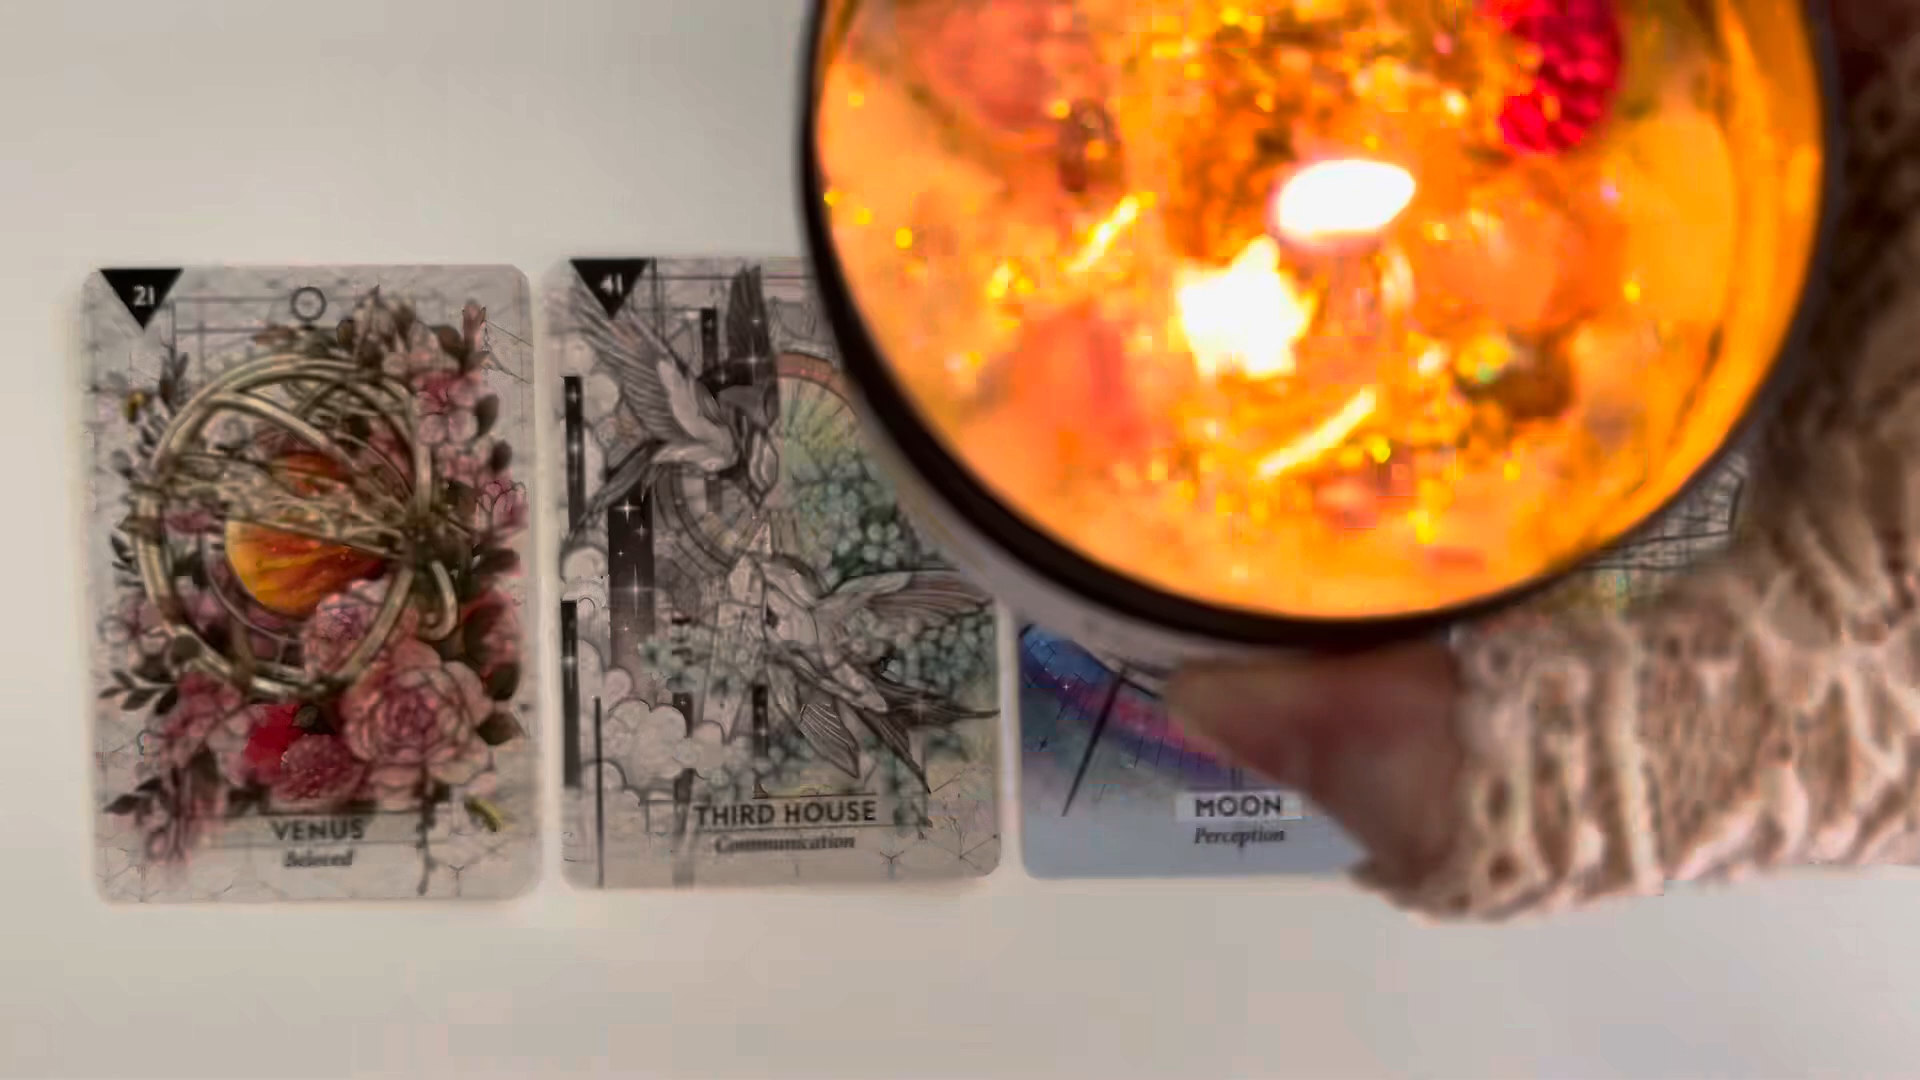 21
VENUS
Beloved
41
THIRD HOUSE
Communication
MOON
Perception